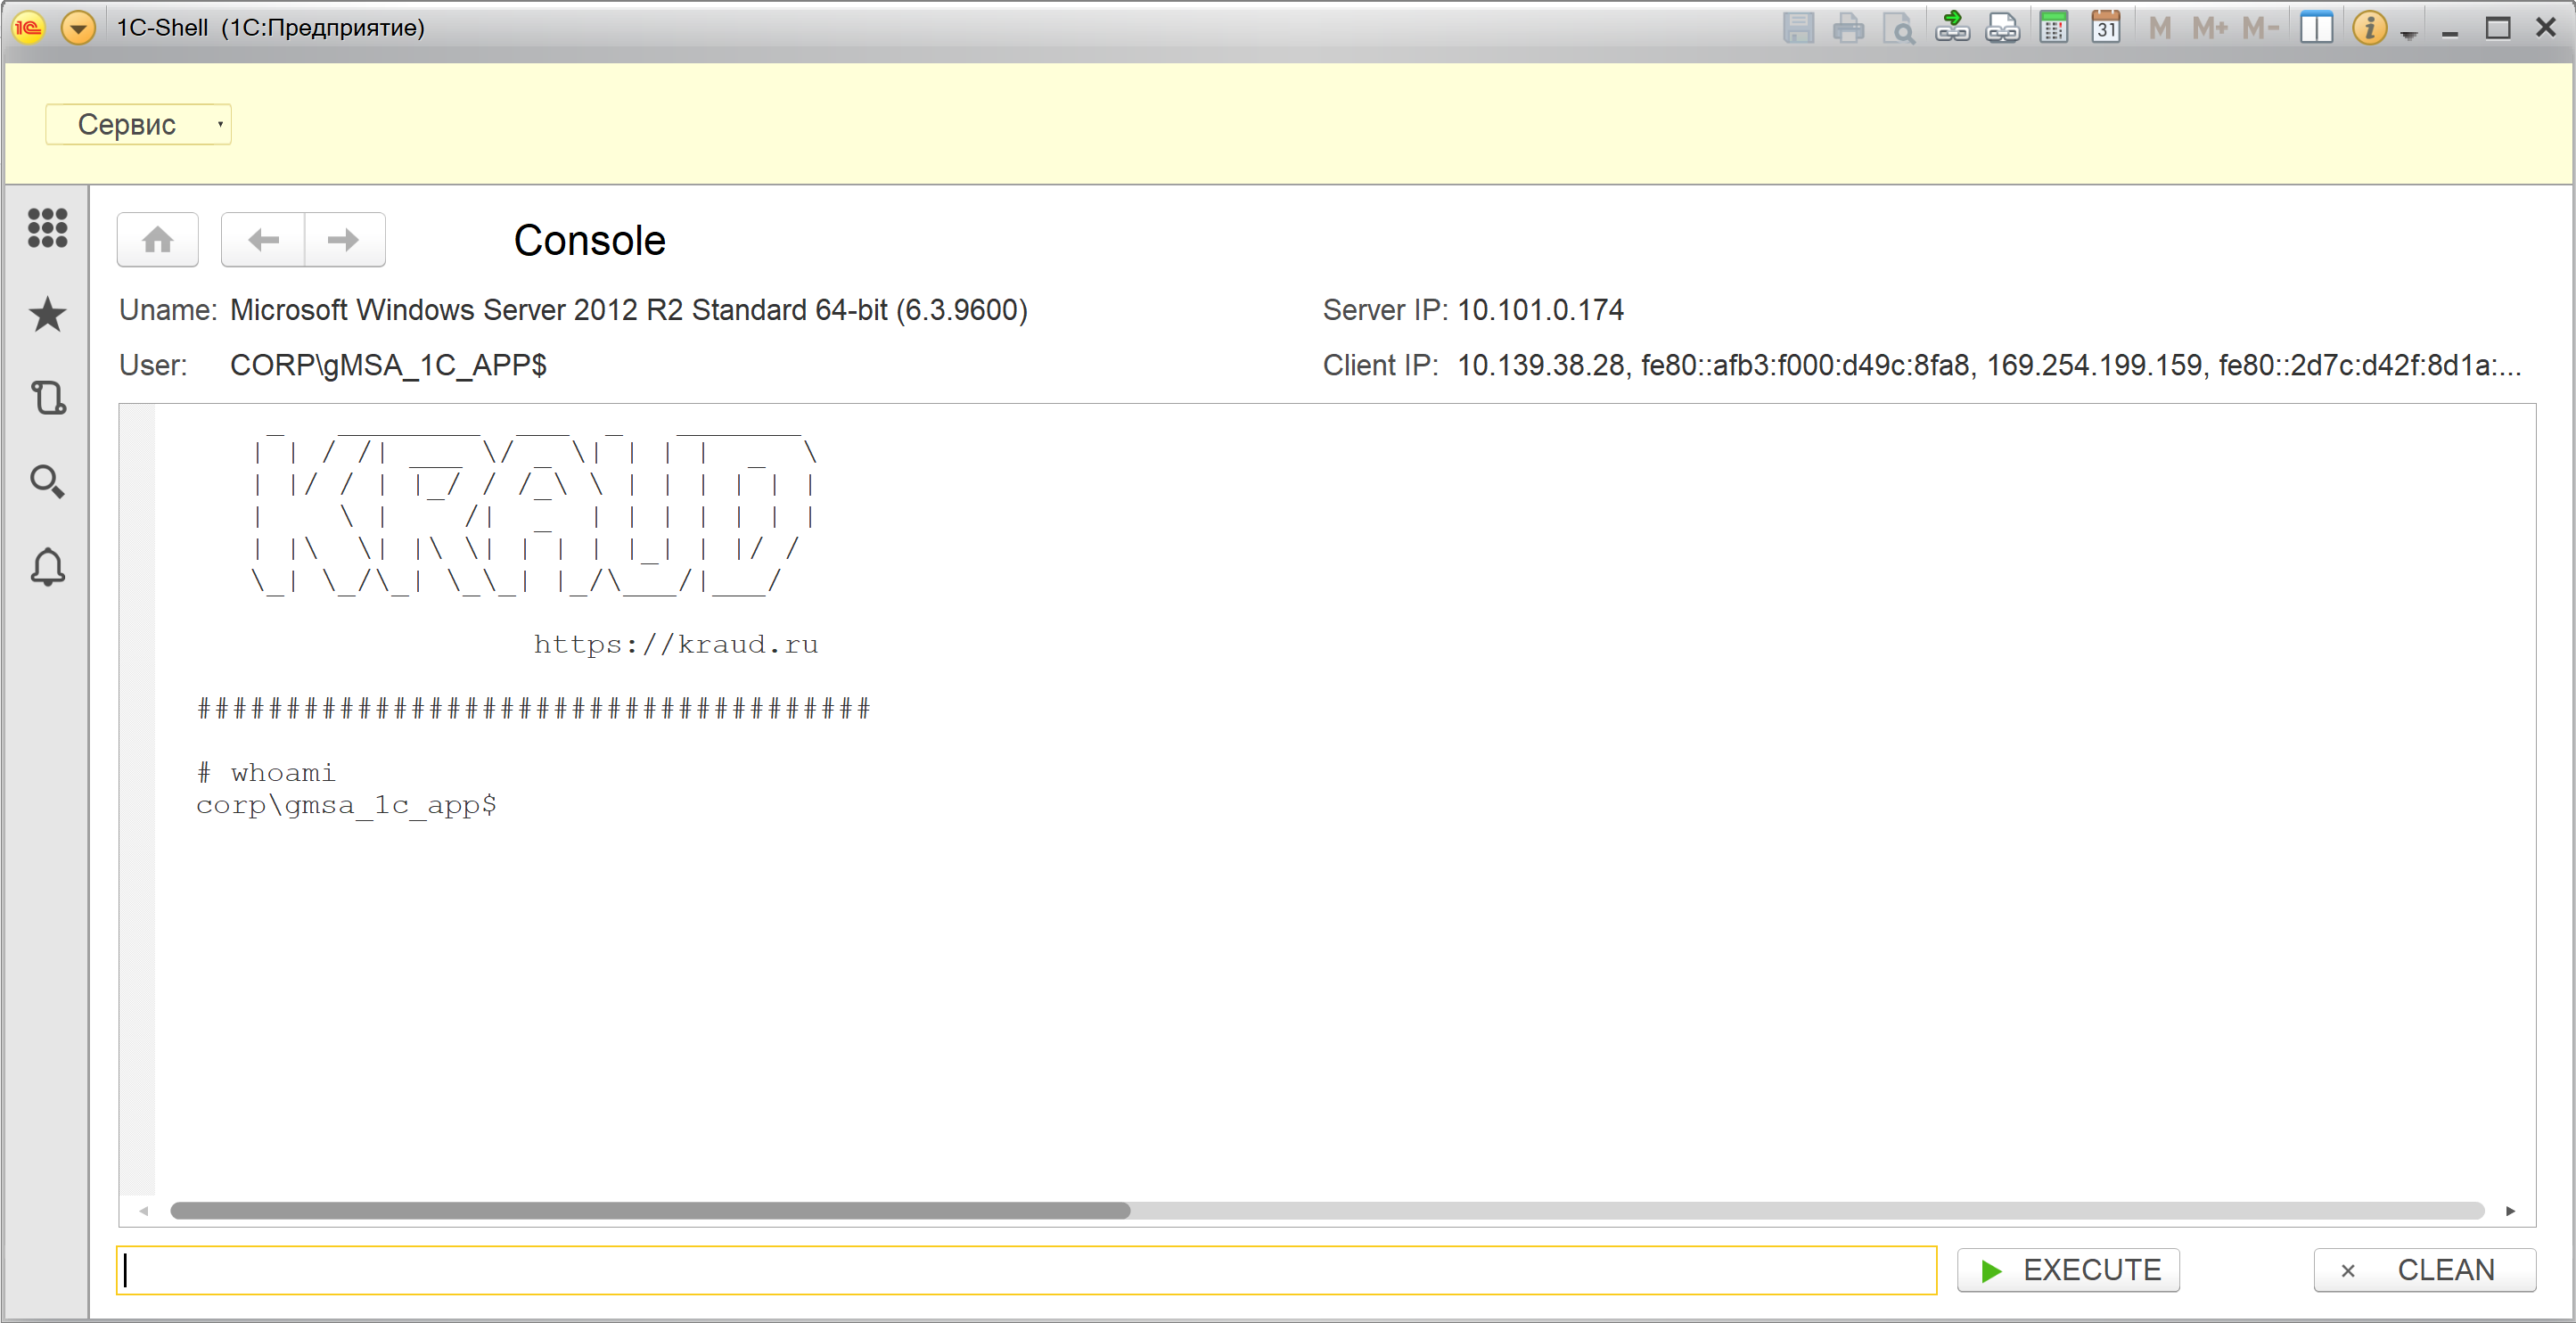 1C-Shell (1С:Предприятие)
31 M M+ M-
Сервис
Console
Uname: Microsoft Windows Server 2012 R2 Standard 64-bit (6.3.9600)
Server IP: 10.101.0.174
User: CORP\gMSA_1C_APP$
Client IP: 10.139.38.28, fe80::afb3:f000:d49c:8fa8, 169.254.199.159, fe80::2d7c:d42f:8d1a:...
KRAUD
https://kraud.ru
######################################
# whoami
corp\gmsa_1c_app$
EXECUTE
CLEAN